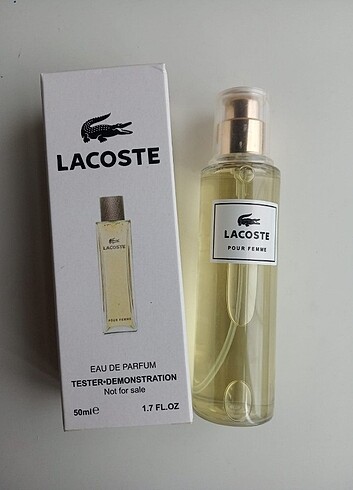 LACOSTE
LACOSTE
POUR FEMME
EAU DE PARFUM
TESTER•DEMONSTRATION
Not for sale
50ml℮
1.7 FL.OZ
LACOSTE
POUR FEMME